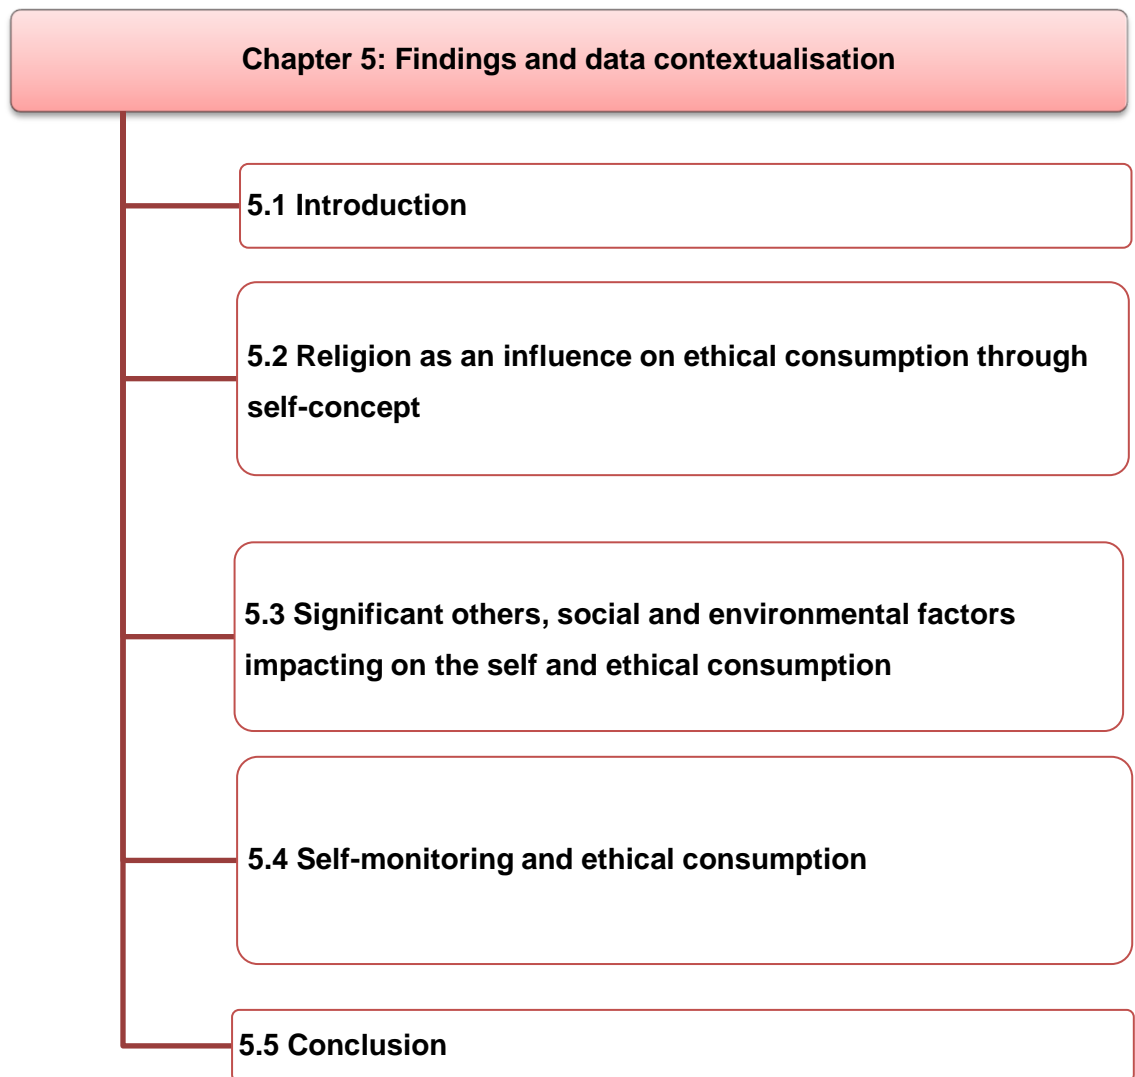 Chapter 5: Findings and data contextualisation
5.1 Introduction
5.2 Religion as an influence on ethical consumption through
self-concept
5.3 Significant others, social and environmental factors
impacting on the self and ethical consumption
5.4 Self-monitoring and ethical consumption
5.5 Conclusion